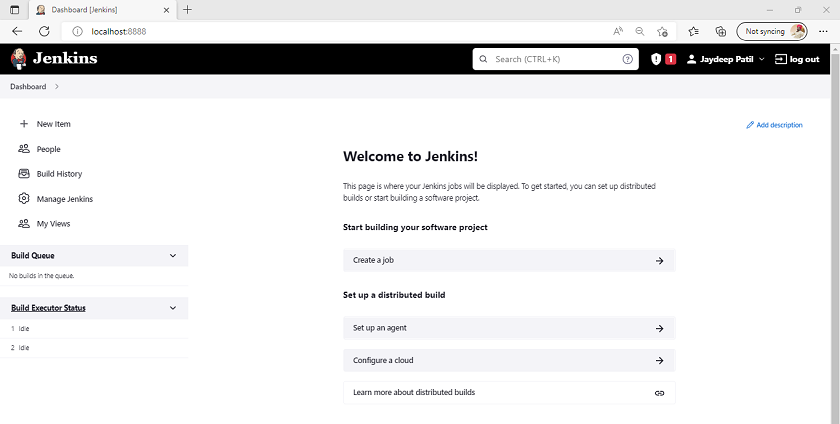 Dashboard [Jenkins]
localhost:8888
Not syncing
Jenkins
Search (CTRL+K)
1
Jaydeep Patil
log out
Dashboard
New Item
People
Build History
Manage Jenkins
My Views
Build Queue
No builds in the queue.
Build Executor Status
1 Idle
2 Idle
Add description
Welcome to Jenkins!
This page is where your Jenkins jobs will be displayed. To get started, you can set up distributed
builds or start building a software project.
Start building your software project
Create a job
Set up a distributed build
Set up an agent
Configure a cloud
Learn more about distributed builds